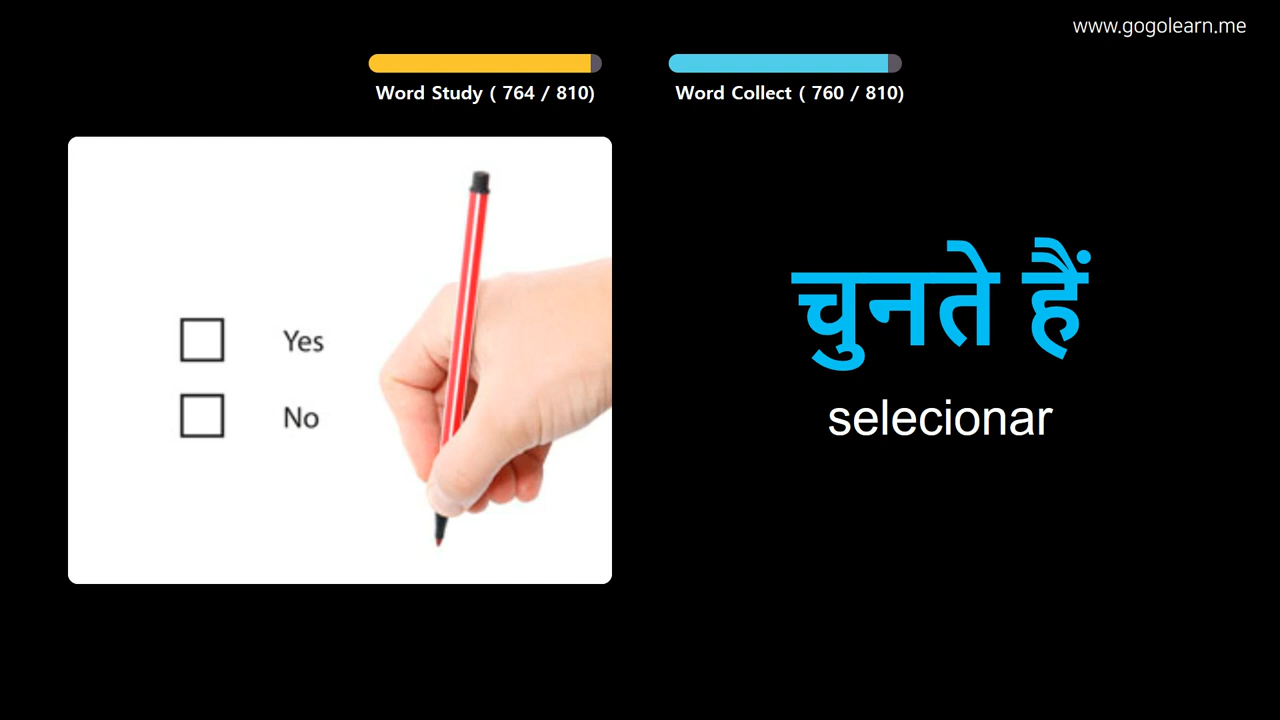 www.gogolearn.me
Word Study ( 764 / 810)
Word Collect ( 760 / 810)
Yes
No
चुनते हैं
selecionar